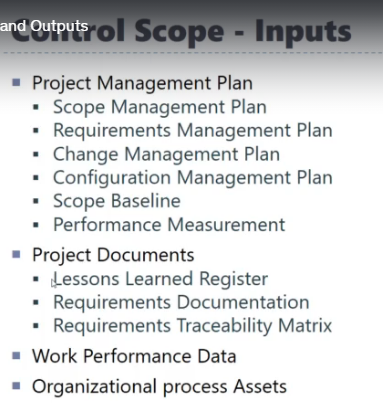 and Outputs
Control Scope - Inputs
Project Management Plan
Scope Management Plan
Requirements Management Plan
Change Management Plan
Configuration Management Plan
Scope Baseline
Performance Measurement
Project Documents
Lessons Learned Register
Requirements Documentation
Requirements Traceability Matrix
Work Performance Data
Organizational process Assets